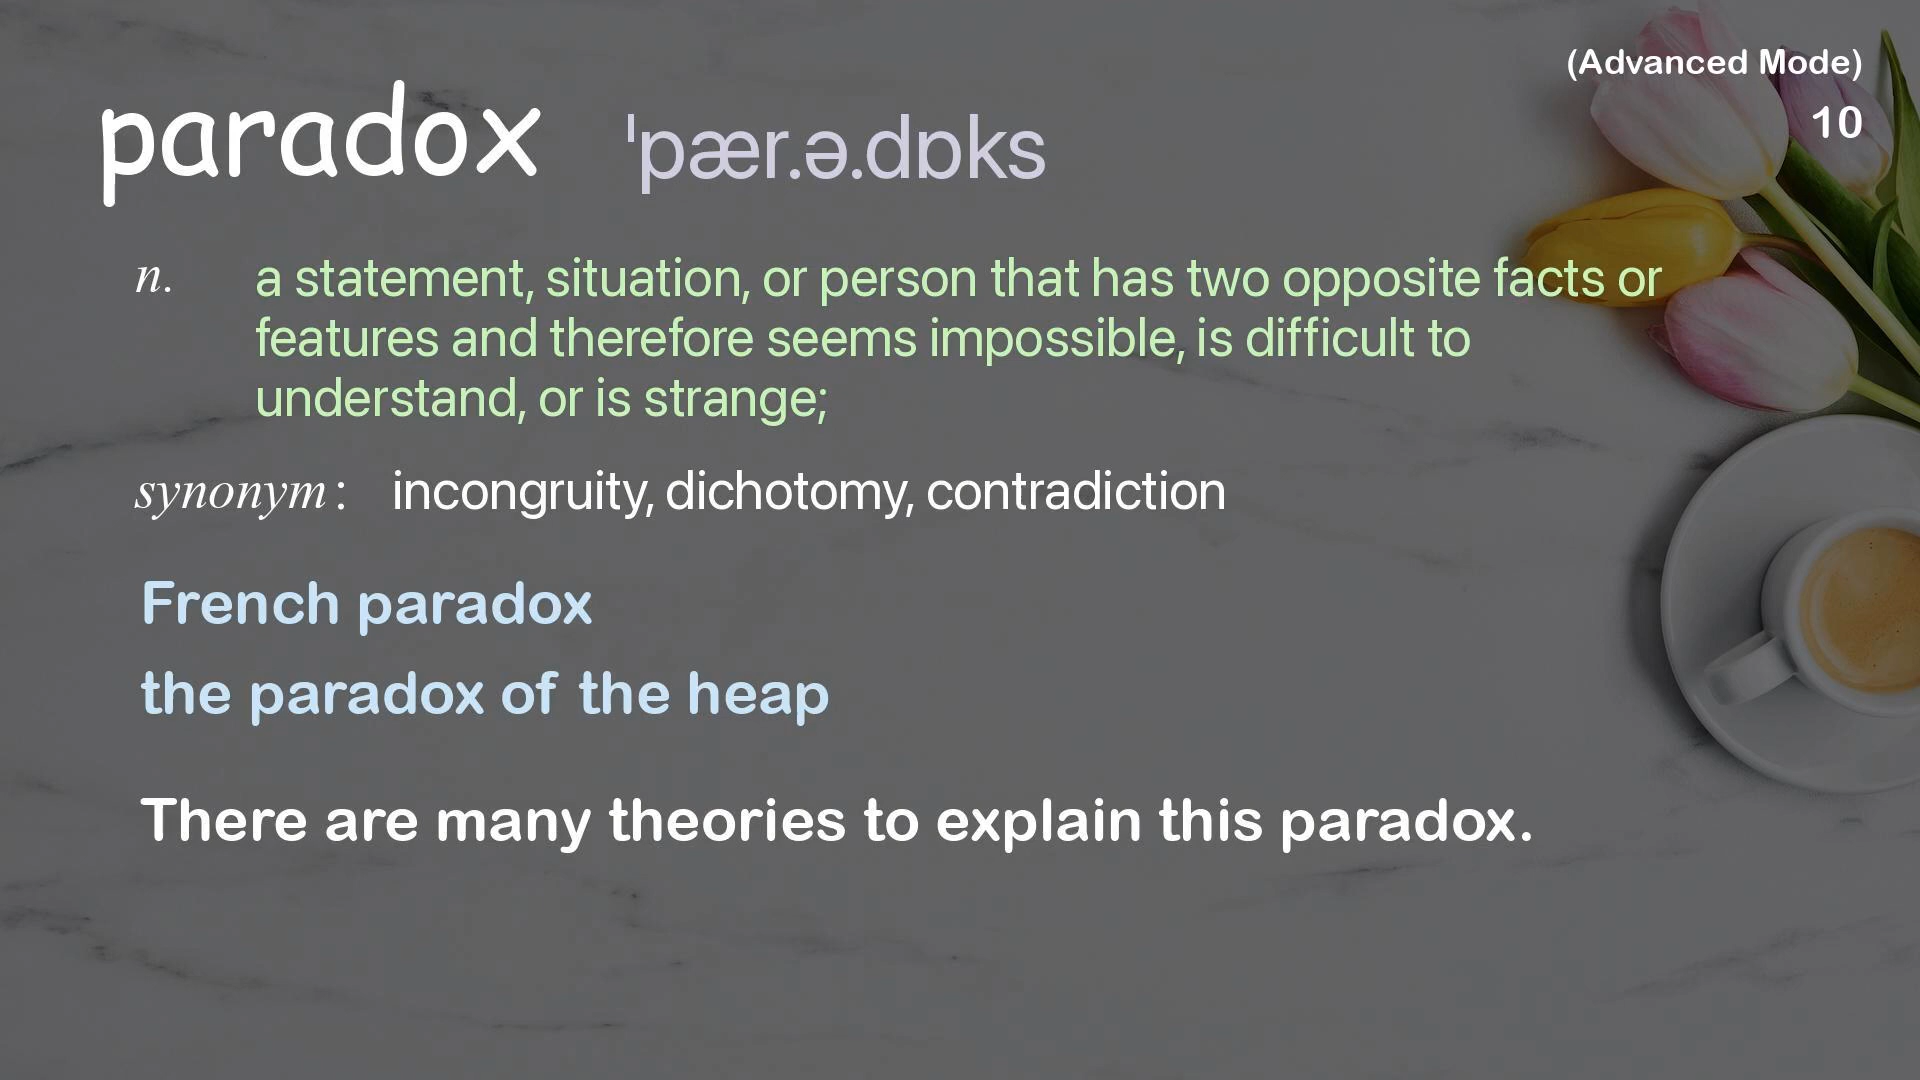 (Advanced Mode)
10
paradox ˈpær.ə.dɒks
n. a statement, situation, or person that has two opposite facts or
features and therefore seems impossible, is difficult to
understand, or is strange;
synonym : incongruity, dichotomy, contradiction
French paradox
the paradox of the heap
There are many theories to explain this paradox.